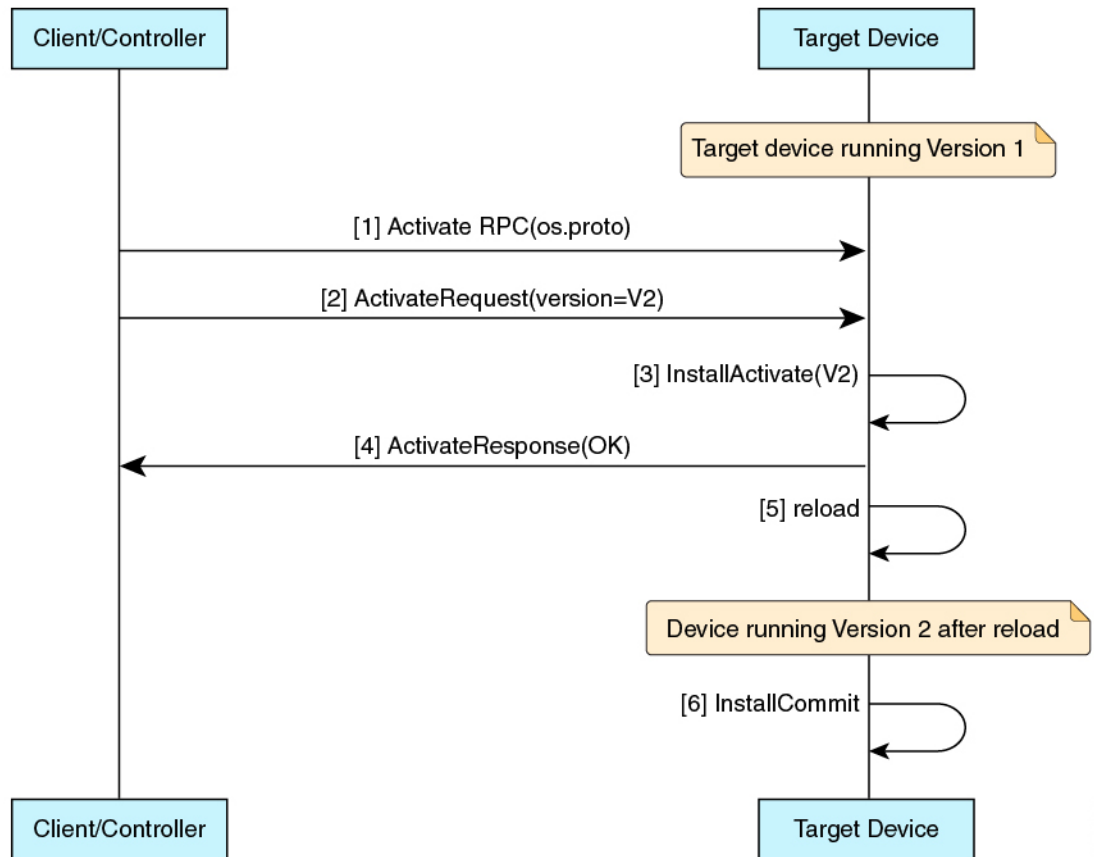 Client/Controller
Target Device
Target device running Version 1
[1] Activate RPC(os.proto)
[2] ActivateRequest(version=V2)
[3] InstallActivate(V2)
[4] ActivateResponse(OK)
[5] reload
Device running Version 2 after reload
[6] InstallCommit
Client/Controller
Target Device